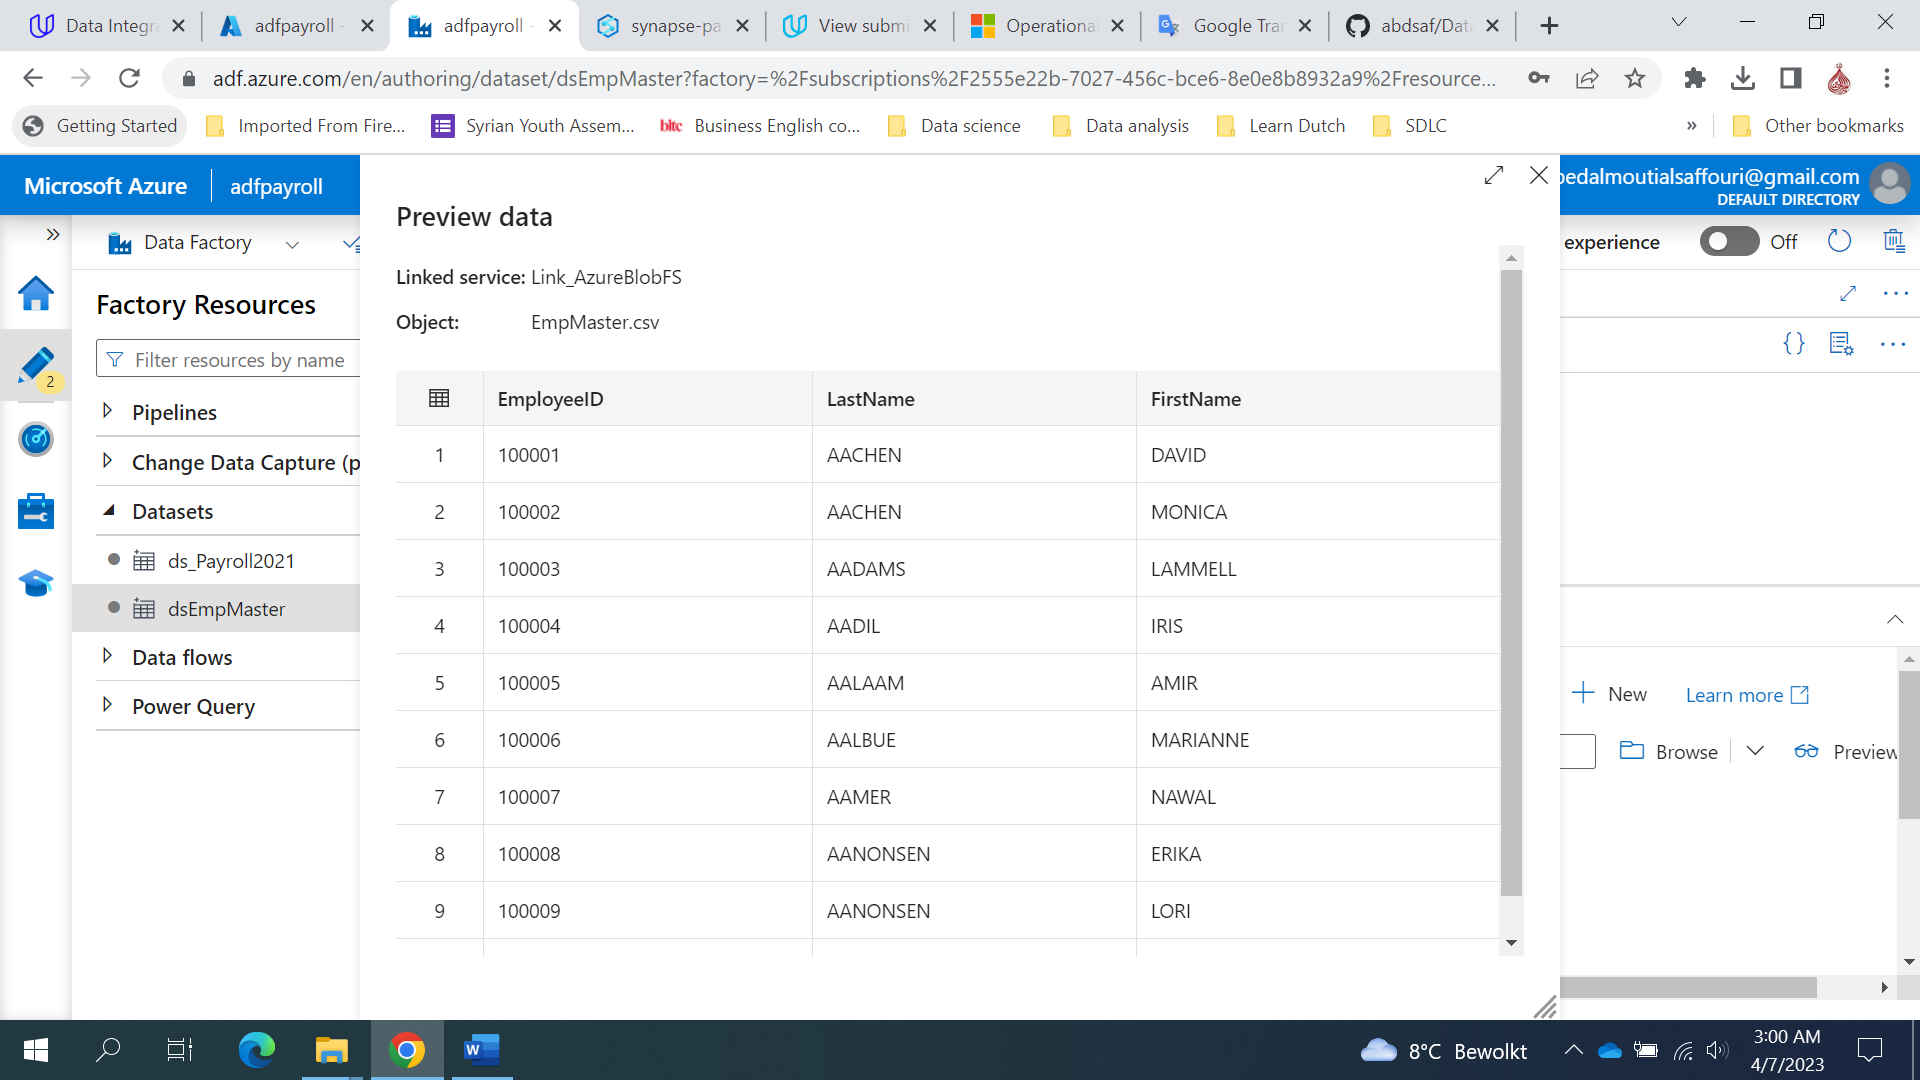 Data Integra
adfpayroll -
adfpayroll -
synapse-pa
View submi
Operational
Google Tran
abdsaf/Data
adf.azure.com/en/authoring/dataset/dsEmpMaster?factory=%2Fsubscriptions%2F2555e22b-7027-456c-bce6-8e0e8b8932a9%2Fresource...
Getting Started
Imported From Fire...
Syrian Youth Assem...
bltc
Business English co...
Data science
Data analysis
Learn Dutch
SDLC
»
Other bookmarks
Microsoft Azure
adfpayroll
bedalmoutialsaffouri@gmail.com
DEFAULT DIRECTORY
Data Factory
experience
Off
Factory Resources
Filter resources by name
2
Pipelines
Change Data Capture (p
Datasets
ds_Payroll2021
dsEmpMaster
Data flows
Power Query
Preview data
Linked service: Link_AzureBlobFS
Object: EmpMaster.csv
EmployeeID LastName FirstName
1 100001 AACHEN DAVID
2 100002 AACHEN MONICA
3 100003 AADAMS LAMMELL
4 100004 AADIL IRIS
5 100005 AALAAM AMIR
6 100006 AALBUE MARIANNE
7 100007 AAMER NAWAL
8 100008 AANONSEN ERIKA
9 100009 AANONSEN LORI
{}
New
Learn more
Browse
Preview
W
8°C Bewolkt
3:00 AM
4/7/2023